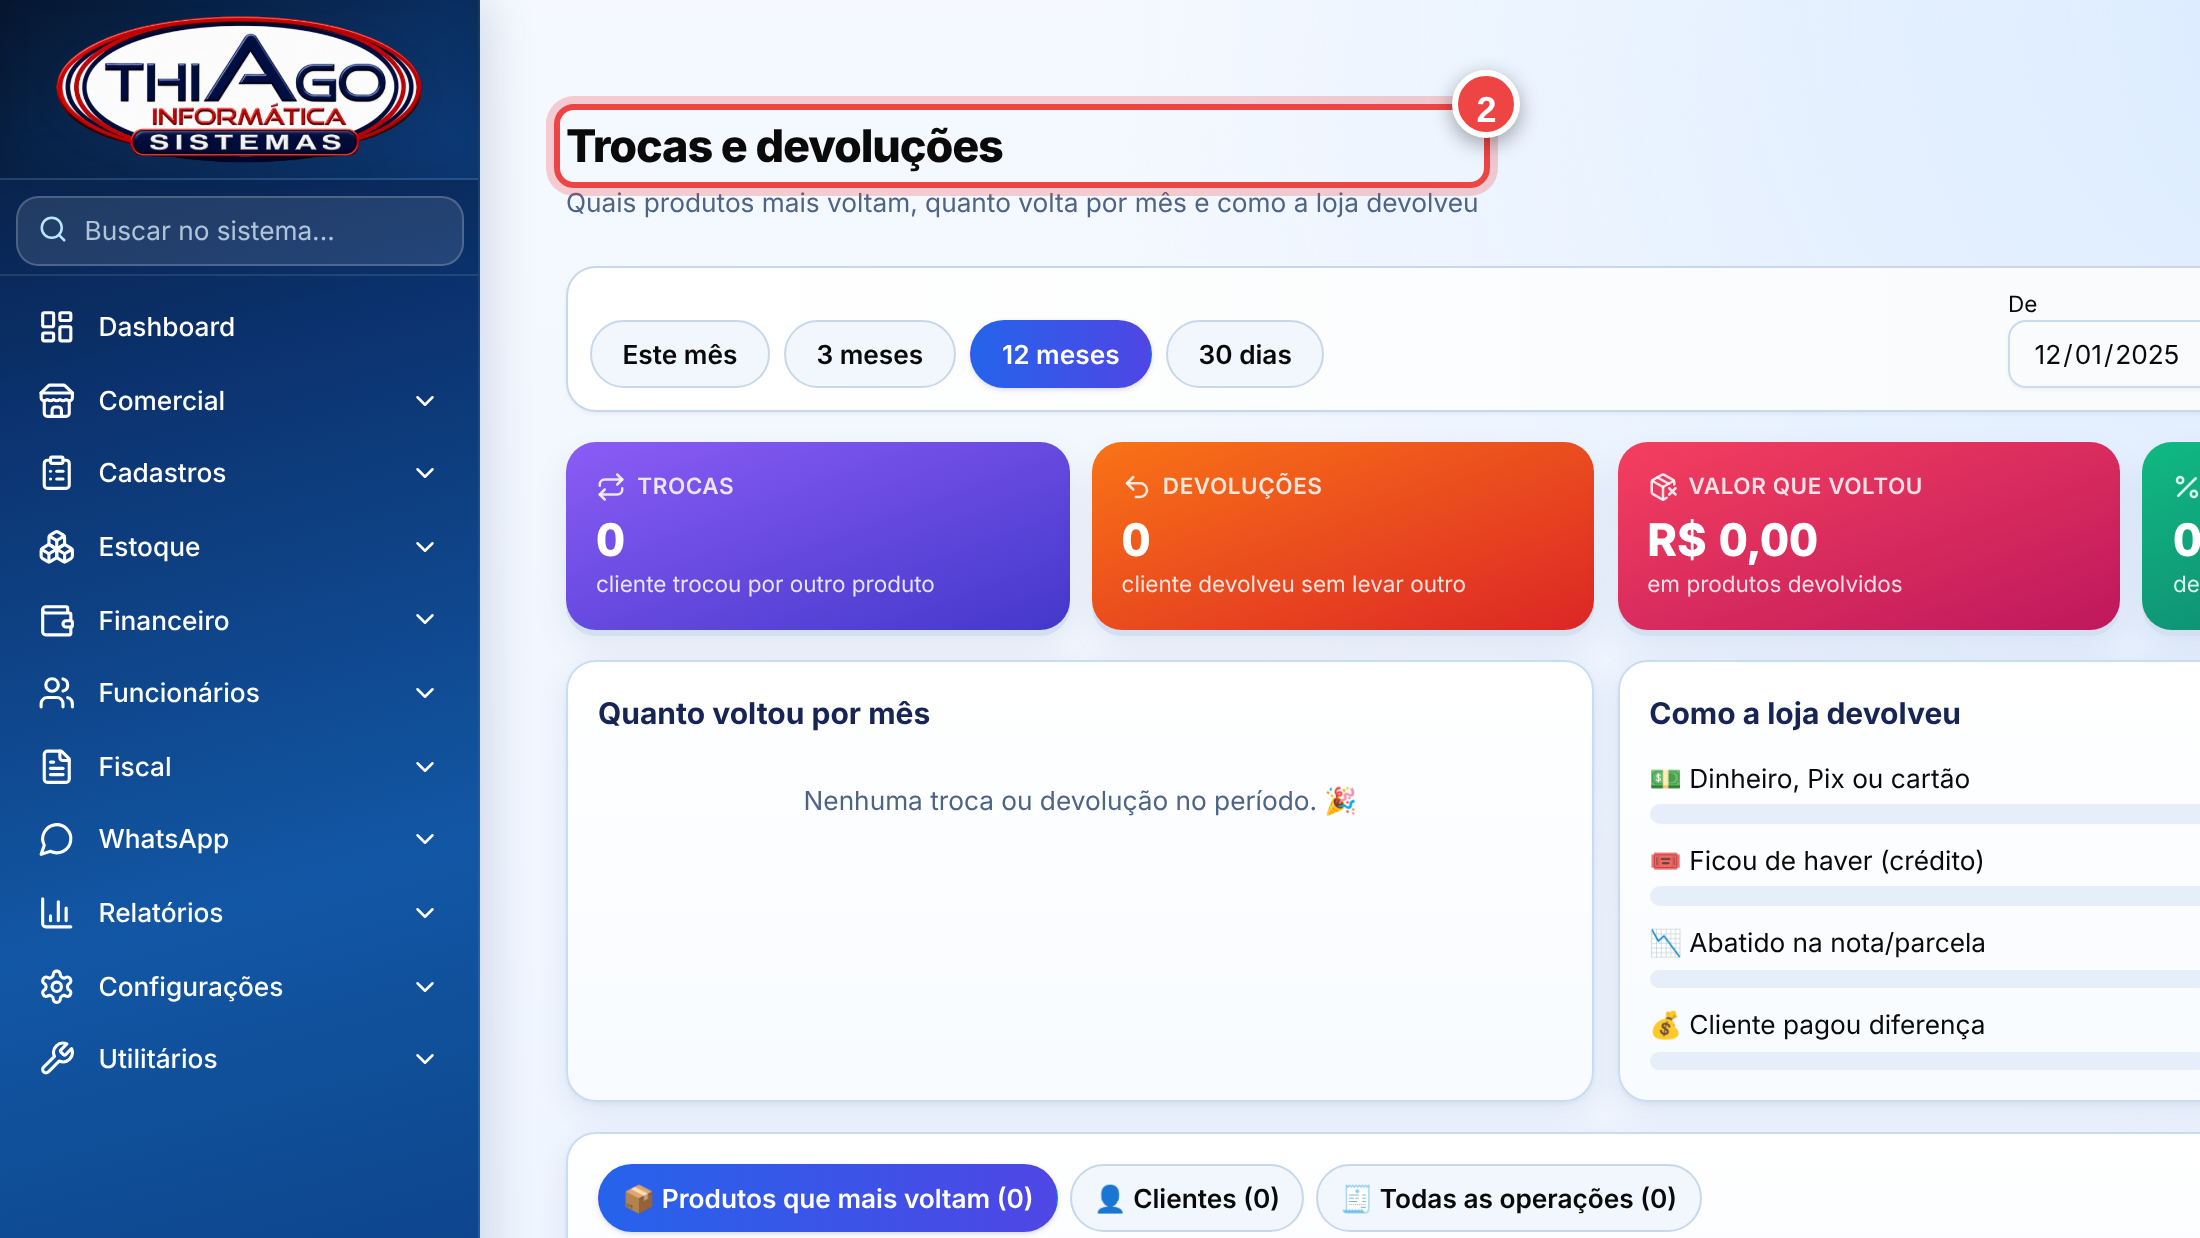 THIAGO
INFORMÁTICA
SISTEMAS
Buscar no sistema...
Dashboard
Comercial
Cadastros
Estoque
Financeiro
Funcionários
Fiscal
WhatsApp
Relatórios
Configurações
Utilitários
2
Trocas e devoluções
Quais produtos mais voltam, quanto volta por mês e como a loja devolveu
Este mês
3 meses
12 meses
30 dias
De
12/01/2025
TROCAS
0
cliente trocou por outro produto
DEVOLUÇÕES
0
cliente devolveu sem levar outro
VALOR QUE VOLTOU
R$ 0,00
em produtos devolvidos
%
0
de
Quanto voltou por mês
Nenhuma troca ou devolução no período. 🎉
Como a loja devolveu
💵 Dinheiro, Pix ou cartão
🎟️ Ficou de haver (crédito)
📉 Abatido na nota/parcela
💰 Cliente pagou diferença
📦 Produtos que mais voltam (0)
👤 Clientes (0)
🧾 Todas as operações (0)